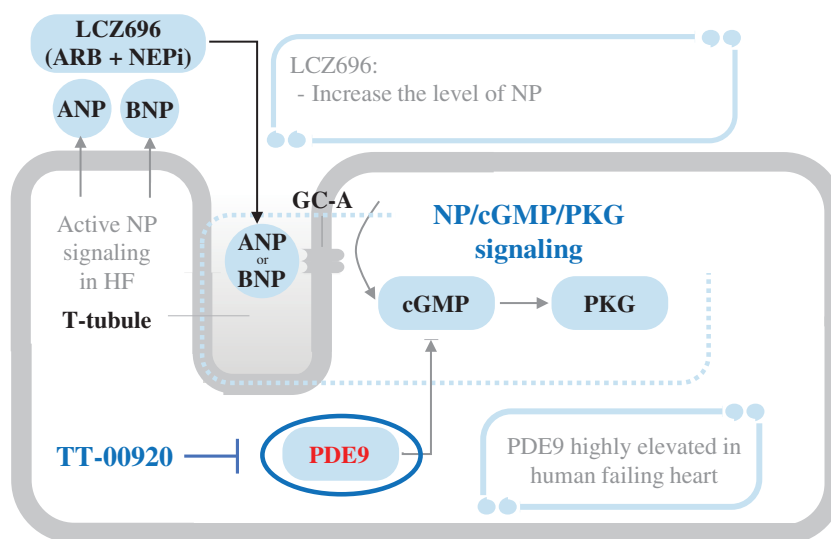 LCZ696
(ARB + NEPi)
LCZ696:
- Increase the level of NP
ANP
BNP
GC-A
Active NP
signaling
in HF
NP/cGMP/PKG
signaling
ANP
or
BNP
cGMP
PKG
T-tubule
TT-00920
PDE9
PDE9 highly elevated in
human failing heart